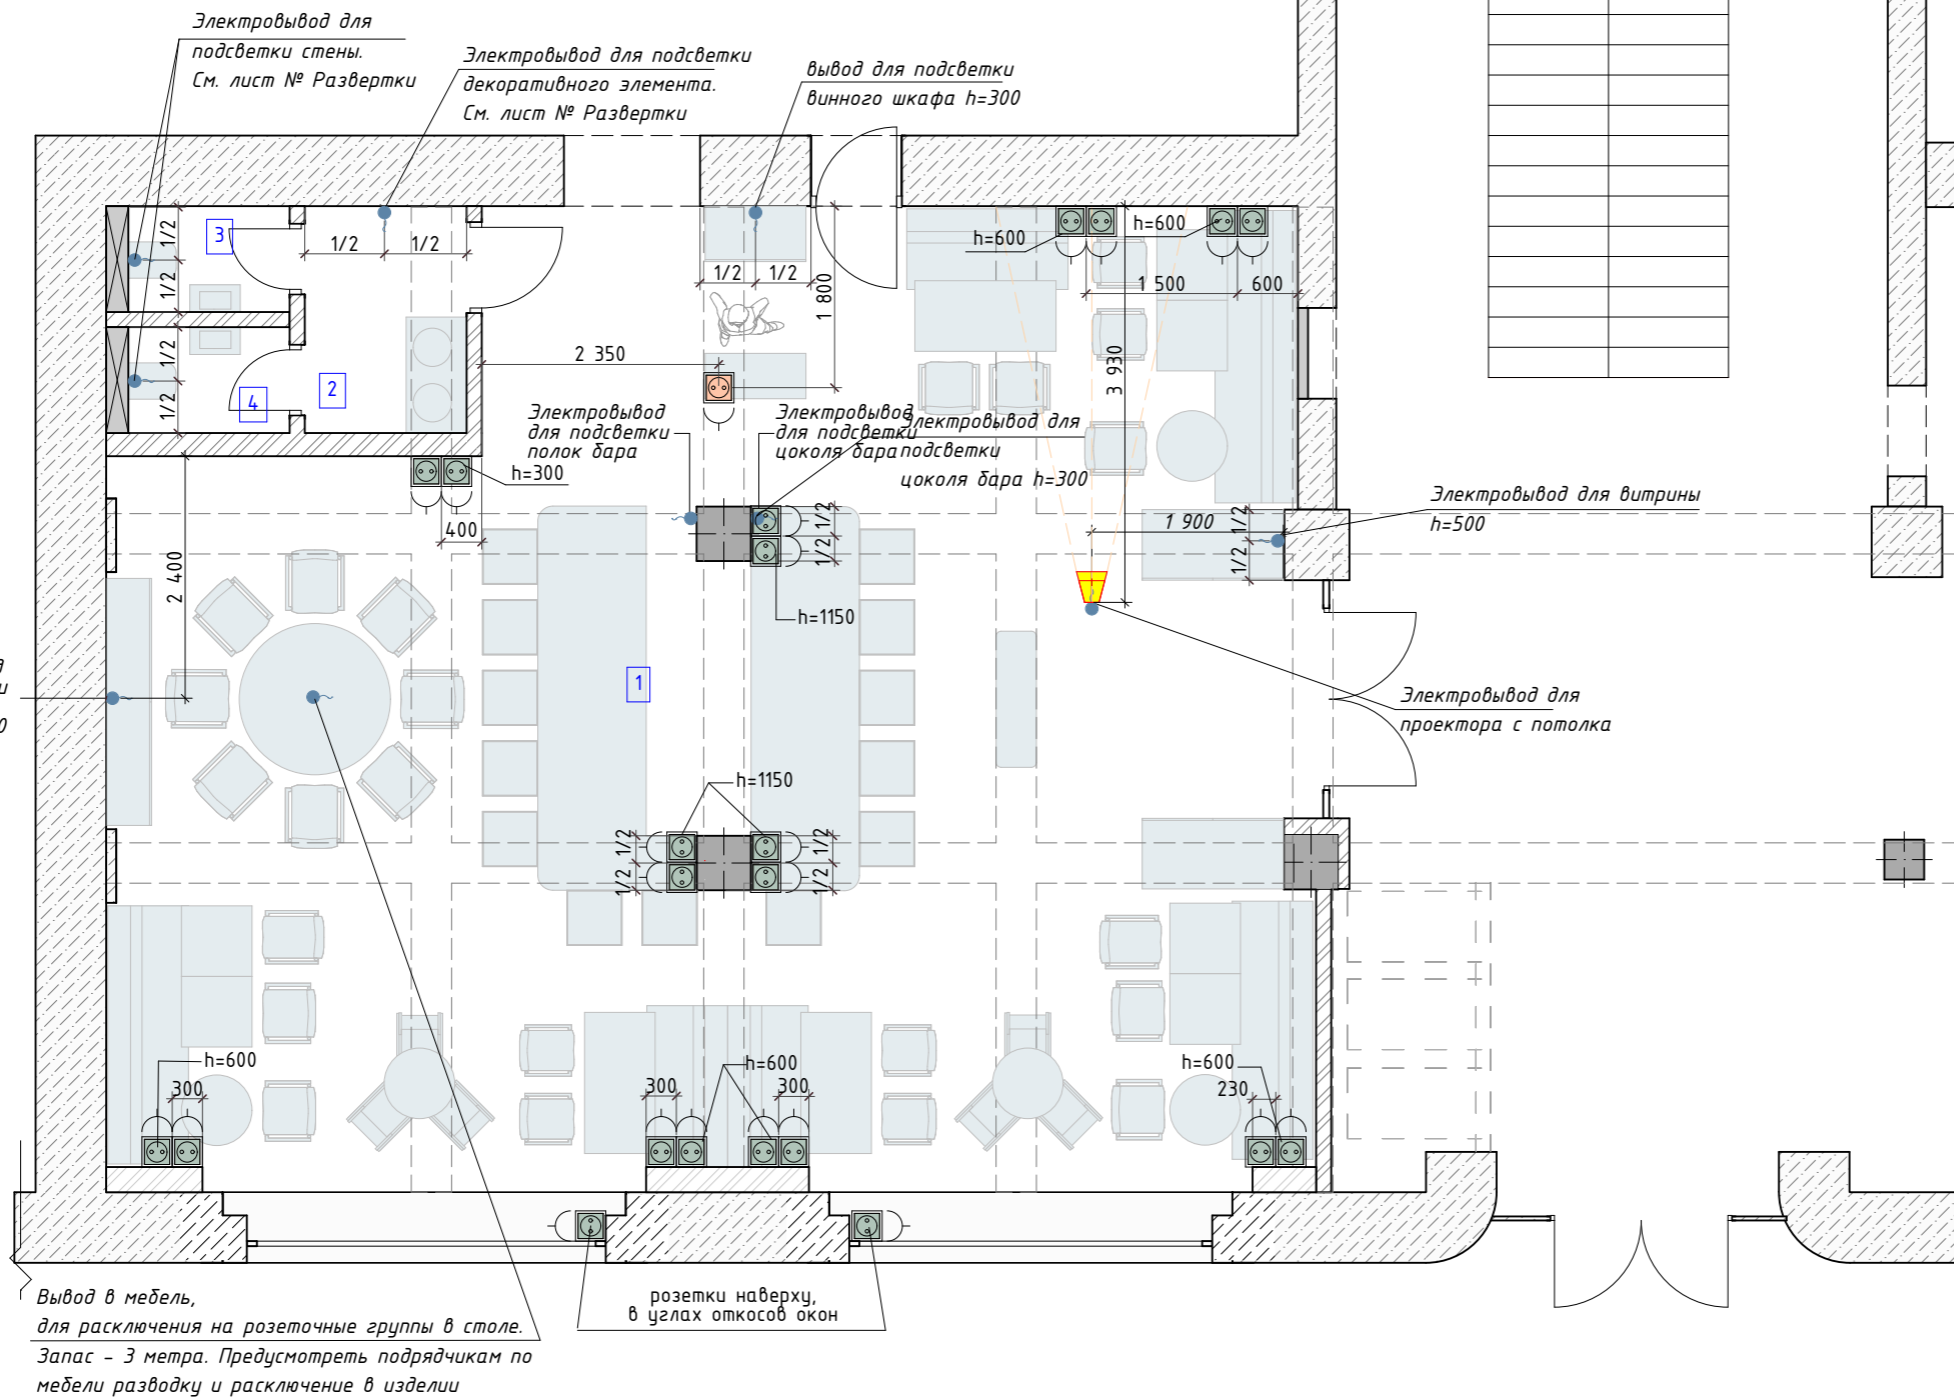 Электровывод для
подсветки стены.
См. лист № Развертки
Электровывод для подсветки
декоративного элемента.
См. лист № Развертки
вывод для подсветки
винного шкафа h=300
3
1/2
1/2
1/2
1/2
1/2
1/2
h=600
h=600
1 500
600
1 800
2 350
3 930
1/2
1/2
4
2
Электровывод
для подсветки
полок бара
Электровывод
для подсветки
цоколя бара
Электровывод для
подсветки
цоколя бара h=300
h=300
400
2 400
1/2
1/2
h=1150
1 900
1/2
1/2
Электровывод для витрины
h=500
1
Электровывод для
проектора с потолка
h=1150
1/2
1/2
1/2
1/2
h=600
300
300
h=600
300
h=600
230
розетки наверху,
в углах откосов окон
Вывод в мебель,
для расключения на розеточные группы в столе.
Запас - 3 метра. Предусмотреть подрядчикам по
мебели разводку и расключение в изделии